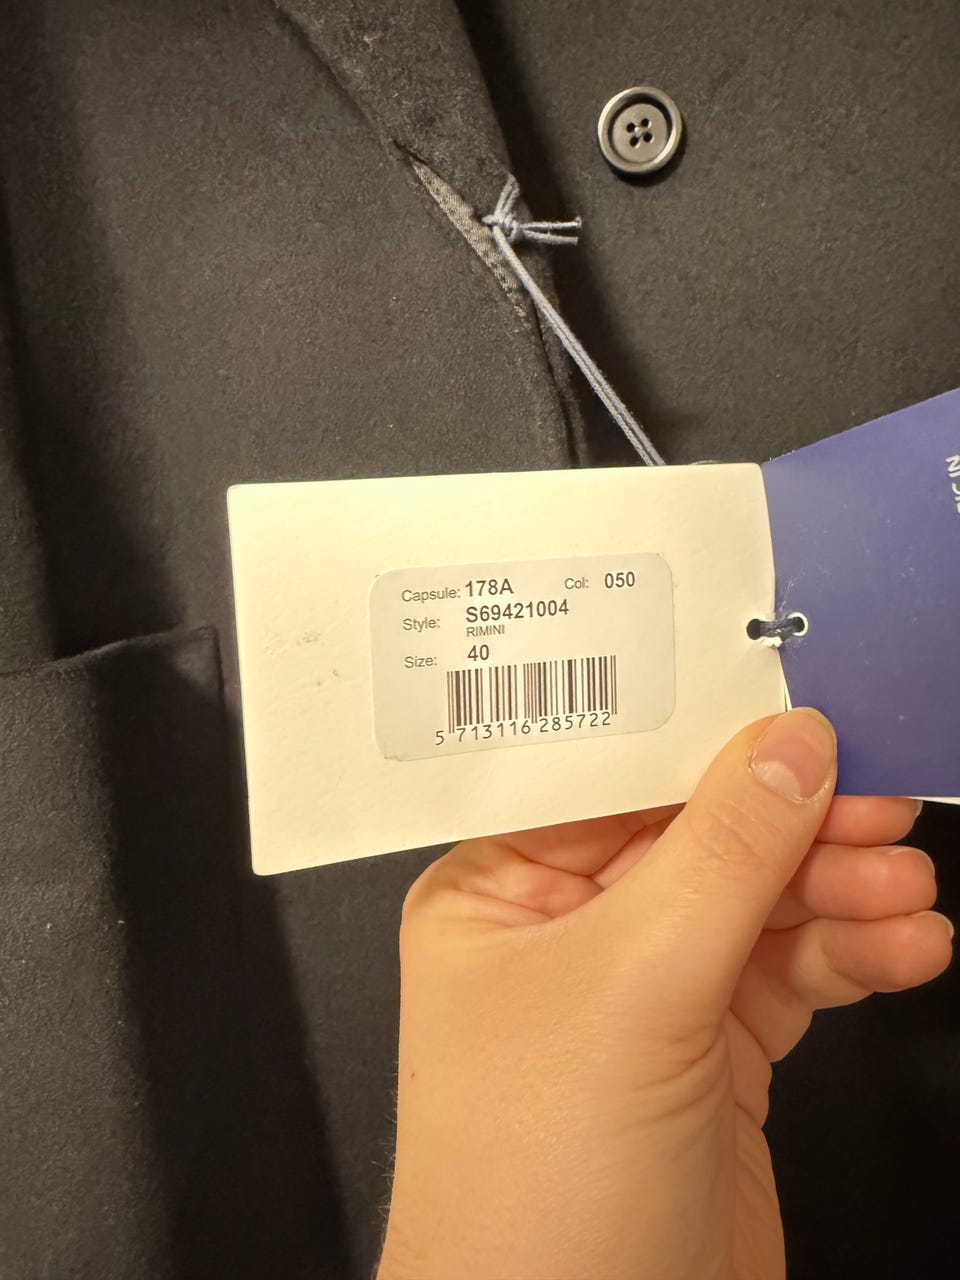 Capsule: 178A Col: 050
Style: S69421004
RIMINI
Size: 40
5 713116 285722